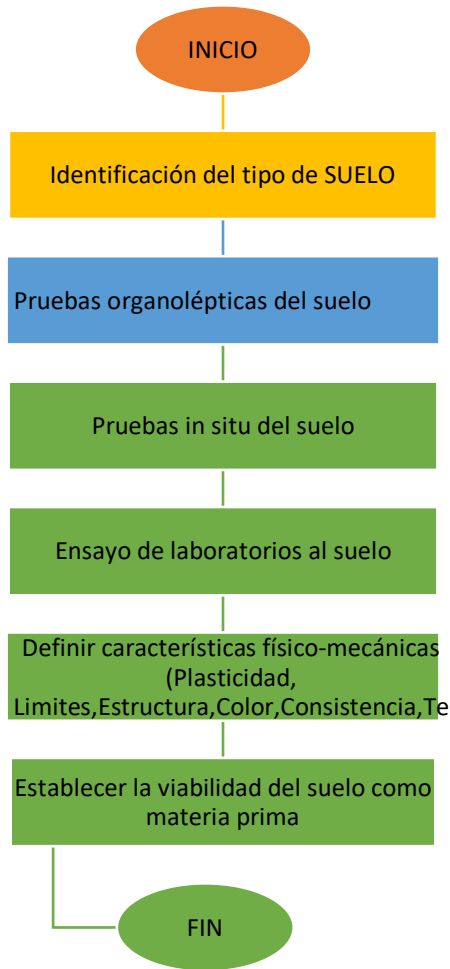 INICIO
Identificación del tipo de SUELO
Pruebas organolépticas del suelo
Pruebas in situ del suelo
Ensayo de laboratorios al suelo
Definir características físico-mecánicas
(Plasticidad,
Limites,Estructura,Color,Consistencia,Te
Establecer la viabilidad del suelo como
materia prima
FIN